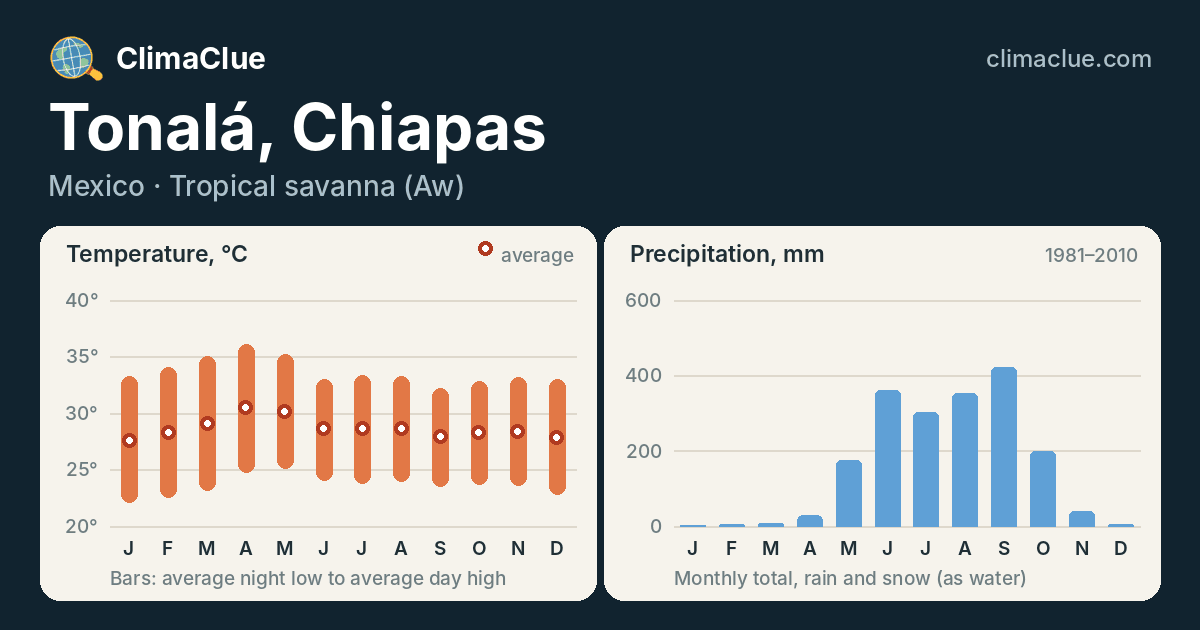 ClimaClue
climaclue.com
Tonalá, Chiapas
Mexico · Tropical savanna (Aw)
Temperature, °C
average
40°
35°
30°
25°
20°
J F M A M J J A S O N D
Bars: average night low to average day high
Precipitation, mm
1981–2010
600
400
200
0
J F M A M J J A S O N D
Monthly total, rain and snow (as water)